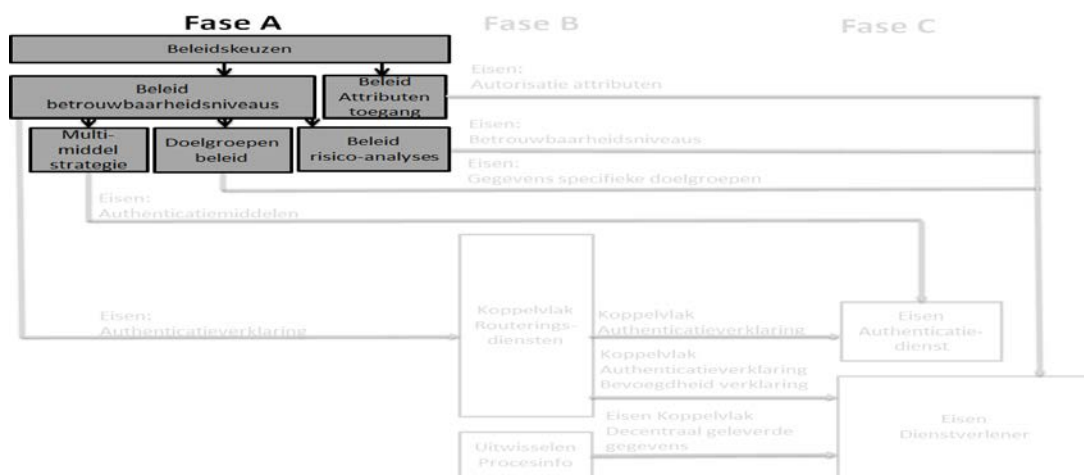 Fase A
Fase B
Fase C
Beleidskeuzen
Beleid
betrouwbaarheidsniveaus
Beleid
Attributen
toegang
Multi-
middel
strategie
Doelgroepen
beleid
Beleid
risico-analyses
Eisen:
Autorisatie attributen
Eisen:
Betrouwbaarheidsniveaus
Eisen:
Gegevens specifieke doelgroepen
Eisen:
Authenticatiemiddelen
Eisen:
Authenticatieverklaring
Koppelvlak
Routerings-
diensten
Koppelvlak
Authenticatieverklaring
Eisen
Authenticatie-
dienst
Koppelvlak
Authenticatieverklaring
Bevoegdheid verklaring
Eisen Koppelvlak
Decentraal geleverde
gegevens
Eisen
Dienstverlener
Uitwisselen
Procesinfo